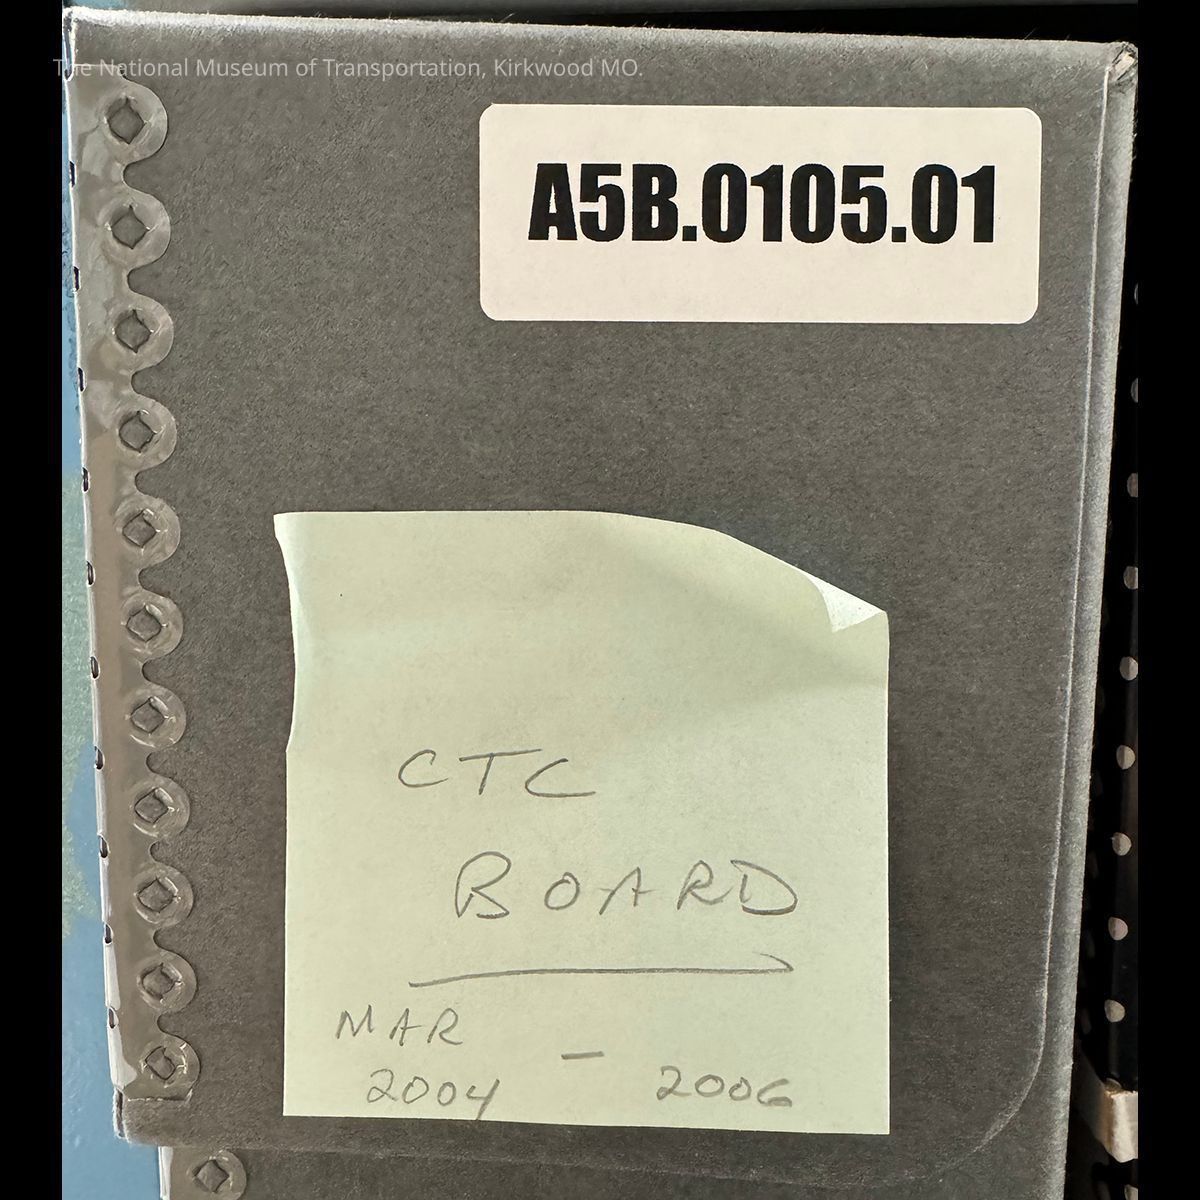 The National Museum of Transportation, Kirkwood MO.
A5B.0105.01
CTC
BOARD
MAR
2004 - 2006